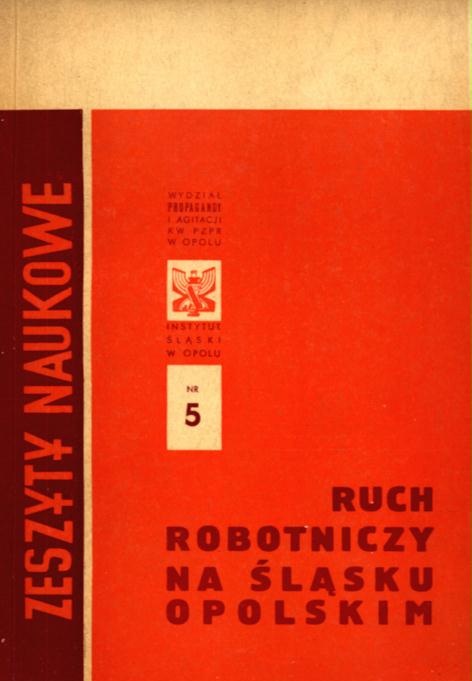 ZESZYTY NAUKOWE
WYDZIAŁ
PROPAGANDY
I AGITACJI
KW PZPR
W OPOLU
INSTYTUT
ŚLĄSKI
W OPOLU
NR
5
RUCH
ROBOTNICZY
NA ŚLĄSKU
OPOLSKIM